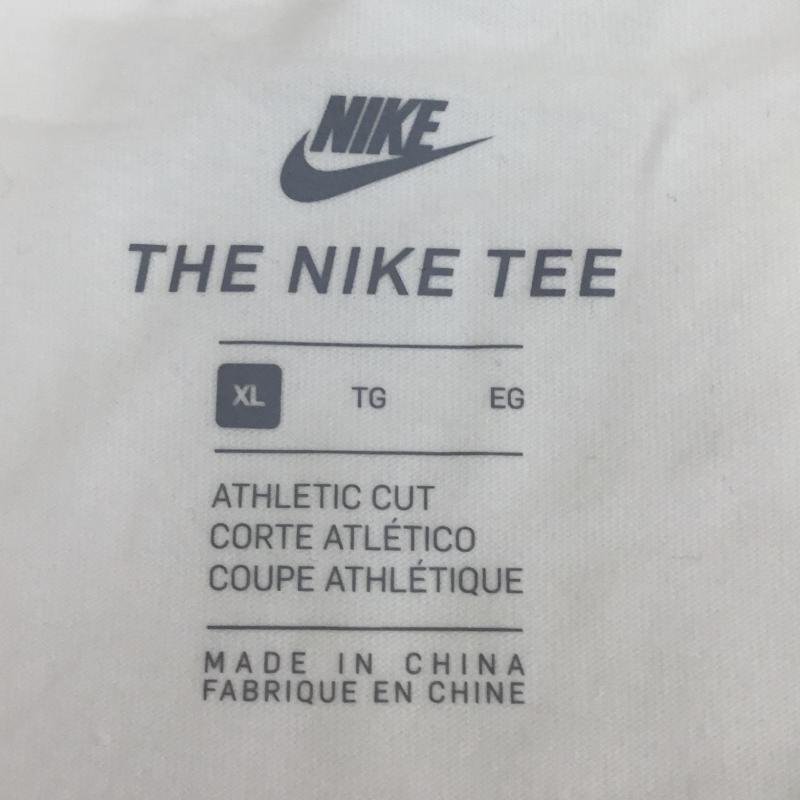 NIKE
THE NIKE TEE
XL TG EG
ATHLETIC CUT
CORTE ATLÉTICO
COUPE ATHLÉTIQUE
MADE IN CHINA
FABRIQUE EN CHINE